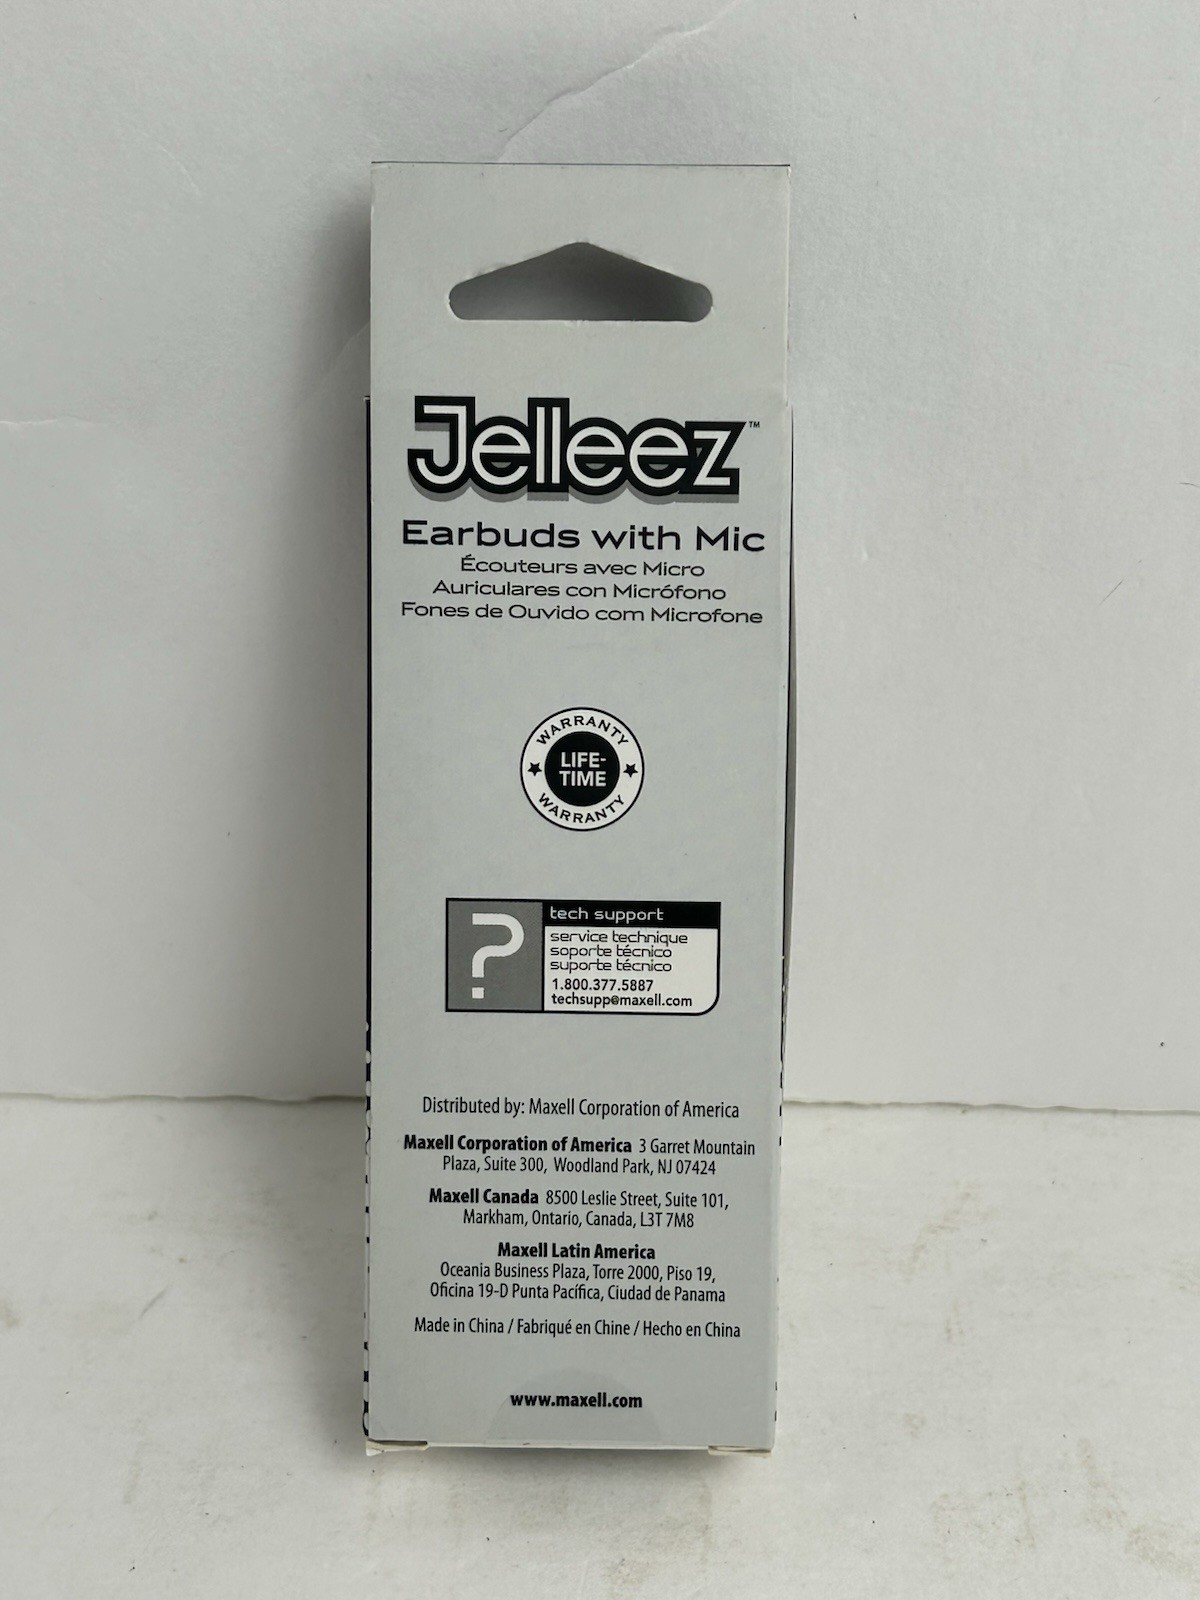 Jelleez™
Earbuds with Mic
Écouteurs avec Micro
Auriculares con Micrófono
Fones de Ouvido com Microfone
WARRANTY
LIFE-
TIME
WARRANTY
?
tech support
service technique
soporte técnico
suporte técnico
1.800.377.5887
techsupp@maxell.com
Distributed by: Maxell Corporation of America
Maxell Corporation of America 3 Garret Mountain
Plaza, Suite 300, Woodland Park, NJ 07424
Maxell Canada 8500 Leslie Street, Suite 101,
Markham, Ontario, Canada, L3T 7M8
Maxell Latin America
Oceania Business Plaza, Torre 2000, Piso 19,
Oficina 19-D Punta Pacífica, Ciudad de Panama
Made in China / Fabriqué en Chine / Hecho en China
www.maxell.com